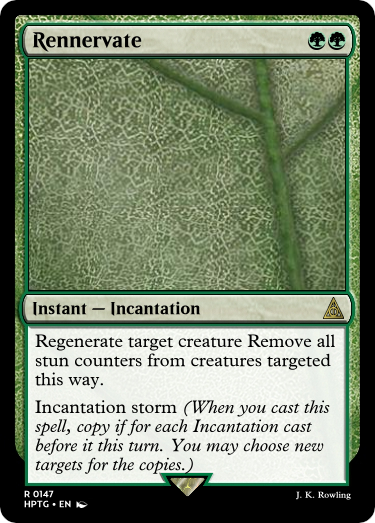 Rennervate
Instant — Incantation
Regenerate target creature Remove all
stun counters from creatures targeted
this way.
Incantation storm (When you cast this
spell, copy if for each Incantation cast
before it this turn. You may choose new
targets for the copies.)
R 0147
HPTG • EN
J. K. Rowling